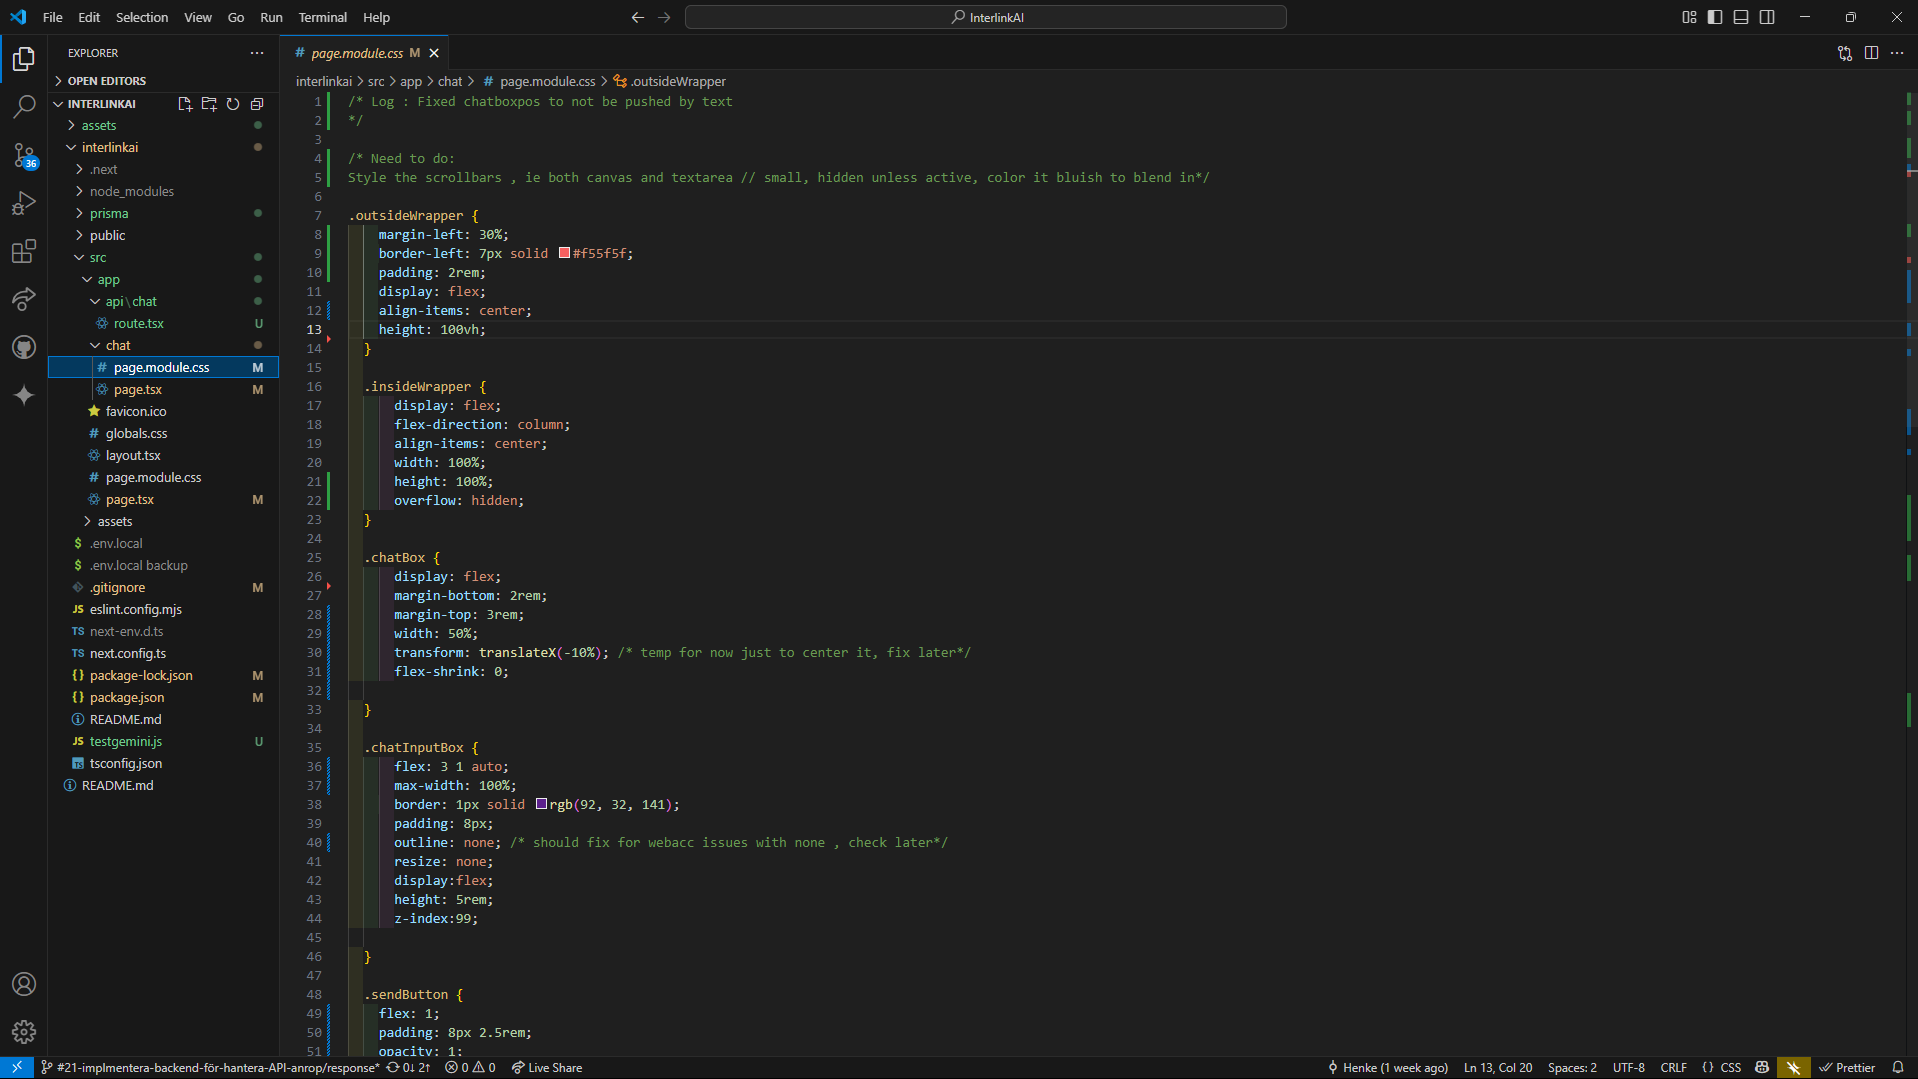 File Edit Selection View Go Run Terminal Help
InterlinkAI
EXPLORER
OPEN EDITORS
INTERLINKAI
assets
interlinkai
.next
node_modules
prisma
public
src
app
api\chat
route.tsx U
chat
page.module.css M
page.tsx M
favicon.ico
globals.css
layout.tsx
page.module.css
page.tsx M
assets
.env.local
.env.local backup
.gitignore M
eslint.config.mjs
next-env.d.ts
next.config.ts
package-lock.json M
package.json M
README.md
testgemini.js U
tsconfig.json
README.md
36
page.module.css M
interlinkai > src > app > chat > # page.module.css > .outsideWrapper
1 /* Log : Fixed chatboxpos to not be pushed by text
2 */
3
4 /* Need to do:
5 Style the scrollbars , ie both canvas and textarea // small, hidden unless active, color it bluish to blend in*/
6
7 .outsideWrapper {
8 margin-left: 30%;
9 border-left: 7px solid #f55f5f;
10 padding: 2rem;
11 display: flex;
12 align-items: center;
13 height: 100vh;
14 }
15
16 .insideWrapper {
17 display: flex;
18 flex-direction: column;
19 align-items: center;
20 width: 100%;
21 height: 100%;
22 overflow: hidden;
23 }
24
25 .chatBox {
26 display: flex;
27 margin-bottom: 2rem;
28 margin-top: 3rem;
29 width: 50%;
30 transform: translateX(-10%); /* temp for now just to center it, fix later*/
31 flex-shrink: 0;
32
33 }
34
35 .chatInputBox {
36 flex: 3 1 auto;
37 max-width: 100%;
38 border: 1px solid rgb(92, 32, 141);
39 padding: 8px;
40 outline: none; /* should fix for webacc issues with none , check later*/
41 resize: none;
42 display:flex;
43 height: 5rem;
44 z-index:99;
45
46 }
47
48 .sendButton {
49 flex: 1;
50 padding: 8px 2.5rem;
51 opacity: 1;
#21-implmentera-backend-för-hantera-API-anrop/response* 0↓ 2↑ 0 0 Live Share
Henke (1 week ago) Ln 13, Col 20 Spaces: 2 UTF-8 CRLF { } CSS Prettier